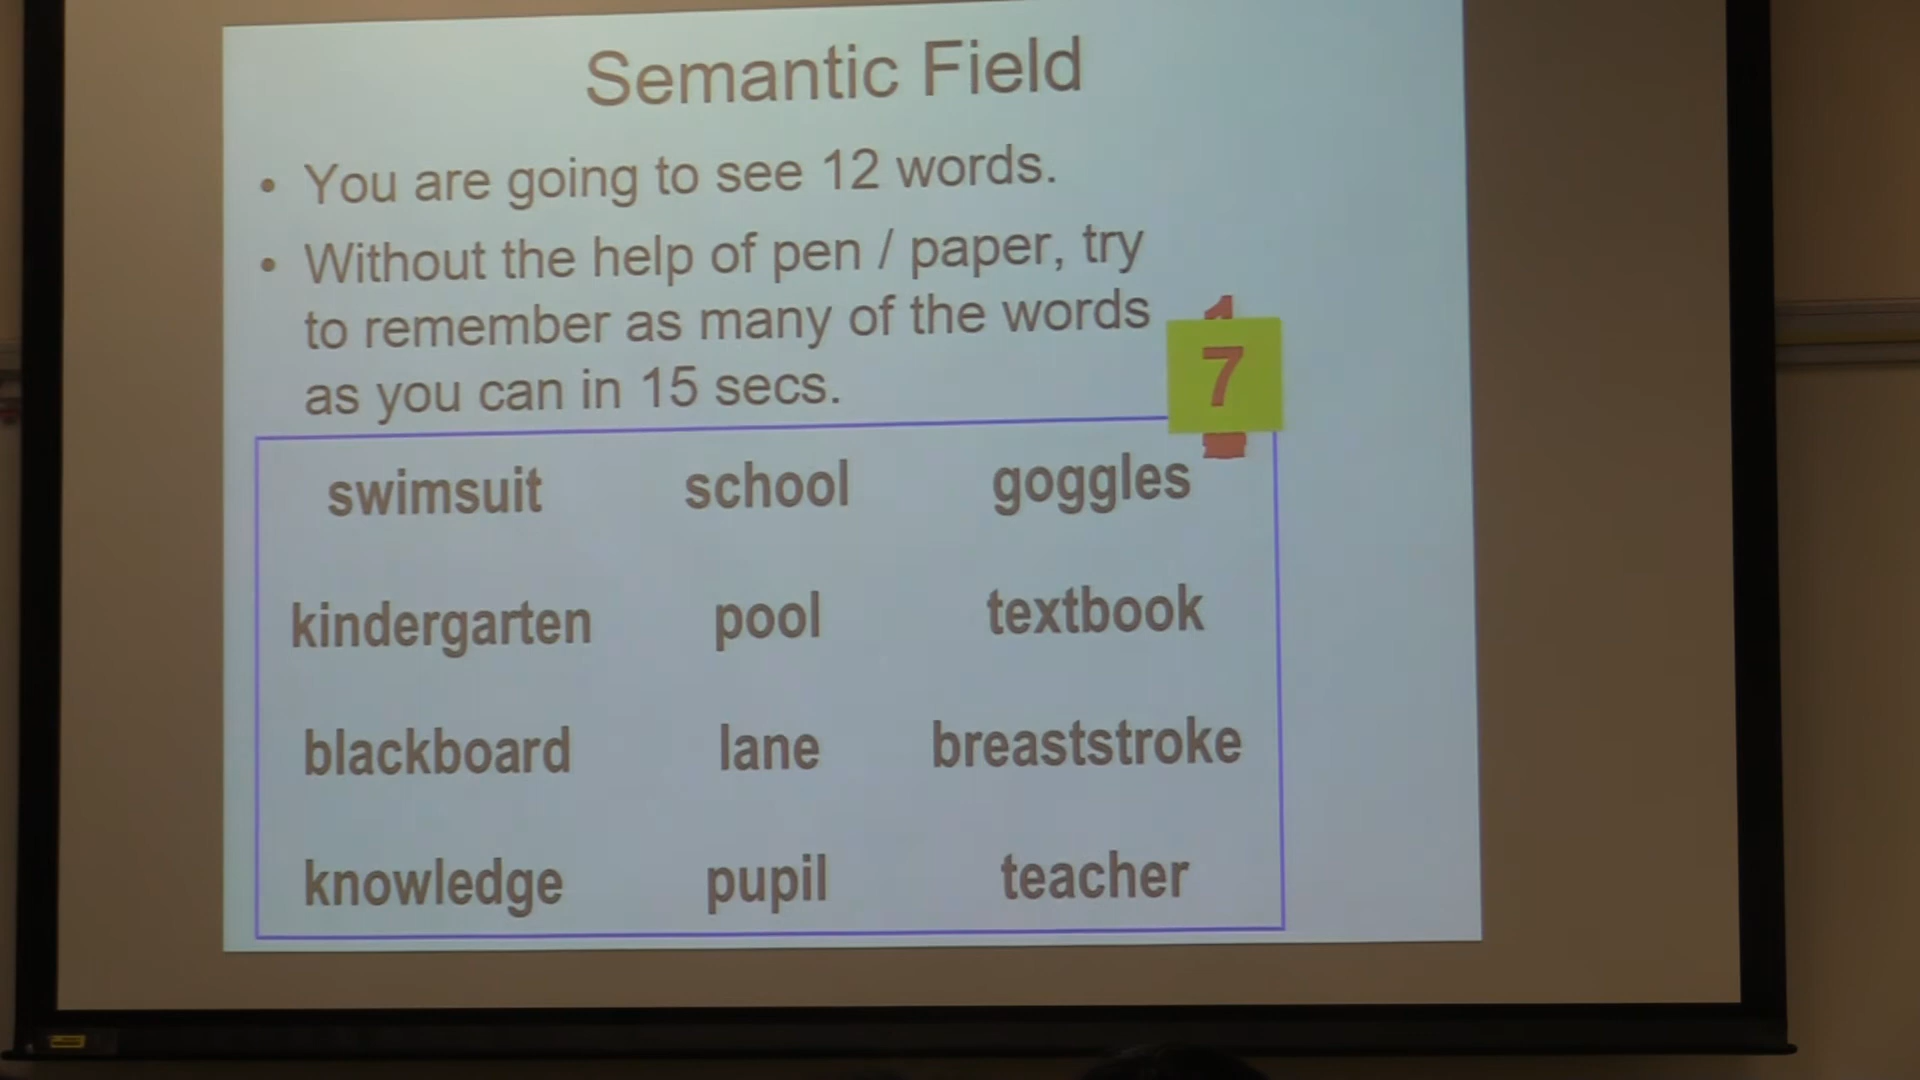 Semantic Field
• You are going to see 12 words.
• Without the help of pen / paper, try
to remember as many of the words
as you can in 15 secs.
7
swimsuit school goggles
kindergarten pool textbook
blackboard lane breaststroke
knowledge pupil teacher